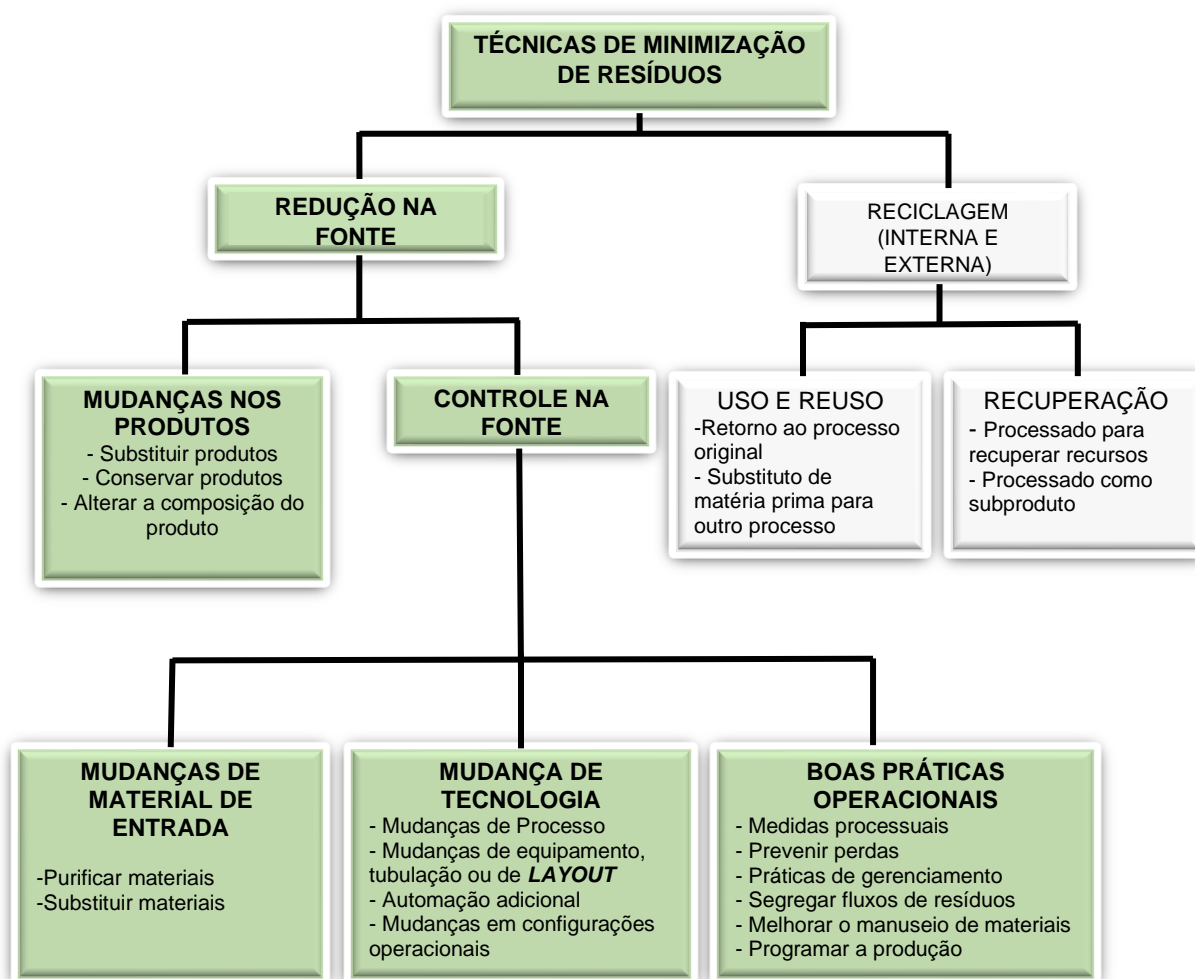 TÉCNICAS DE MINIMIZAÇÃO
DE RESÍDUOS
REDUÇÃO NA
FONTE
RECICLAGEM
(INTERNA E
EXTERNA)
MUDANÇAS NOS
PRODUTOS
- Substituir produtos
- Conservar produtos
- Alterar a composição do
produto
CONTROLE NA
FONTE
USO E REUSO
-Retorno ao processo
original
- Substituto de
matéria prima para
outro processo
RECUPERAÇÃO
- Processado para
recuperar recursos
- Processado como
subproduto
MUDANÇAS DE
MATERIAL DE
ENTRADA
-Purificar materiais
-Substituir materiais
MUDANÇA DE
TECNOLOGIA
- Mudanças de Processo
- Mudanças de equipamento,
tubulação ou de LAYOUT
- Automação adicional
- Mudanças em configurações
operacionais
BOAS PRÁTICAS
OPERACIONAIS
- Medidas processuais
- Prevenir perdas
- Práticas de gerenciamento
- Segregar fluxos de resíduos
- Melhorar o manuseio de materiais
- Programar a produção